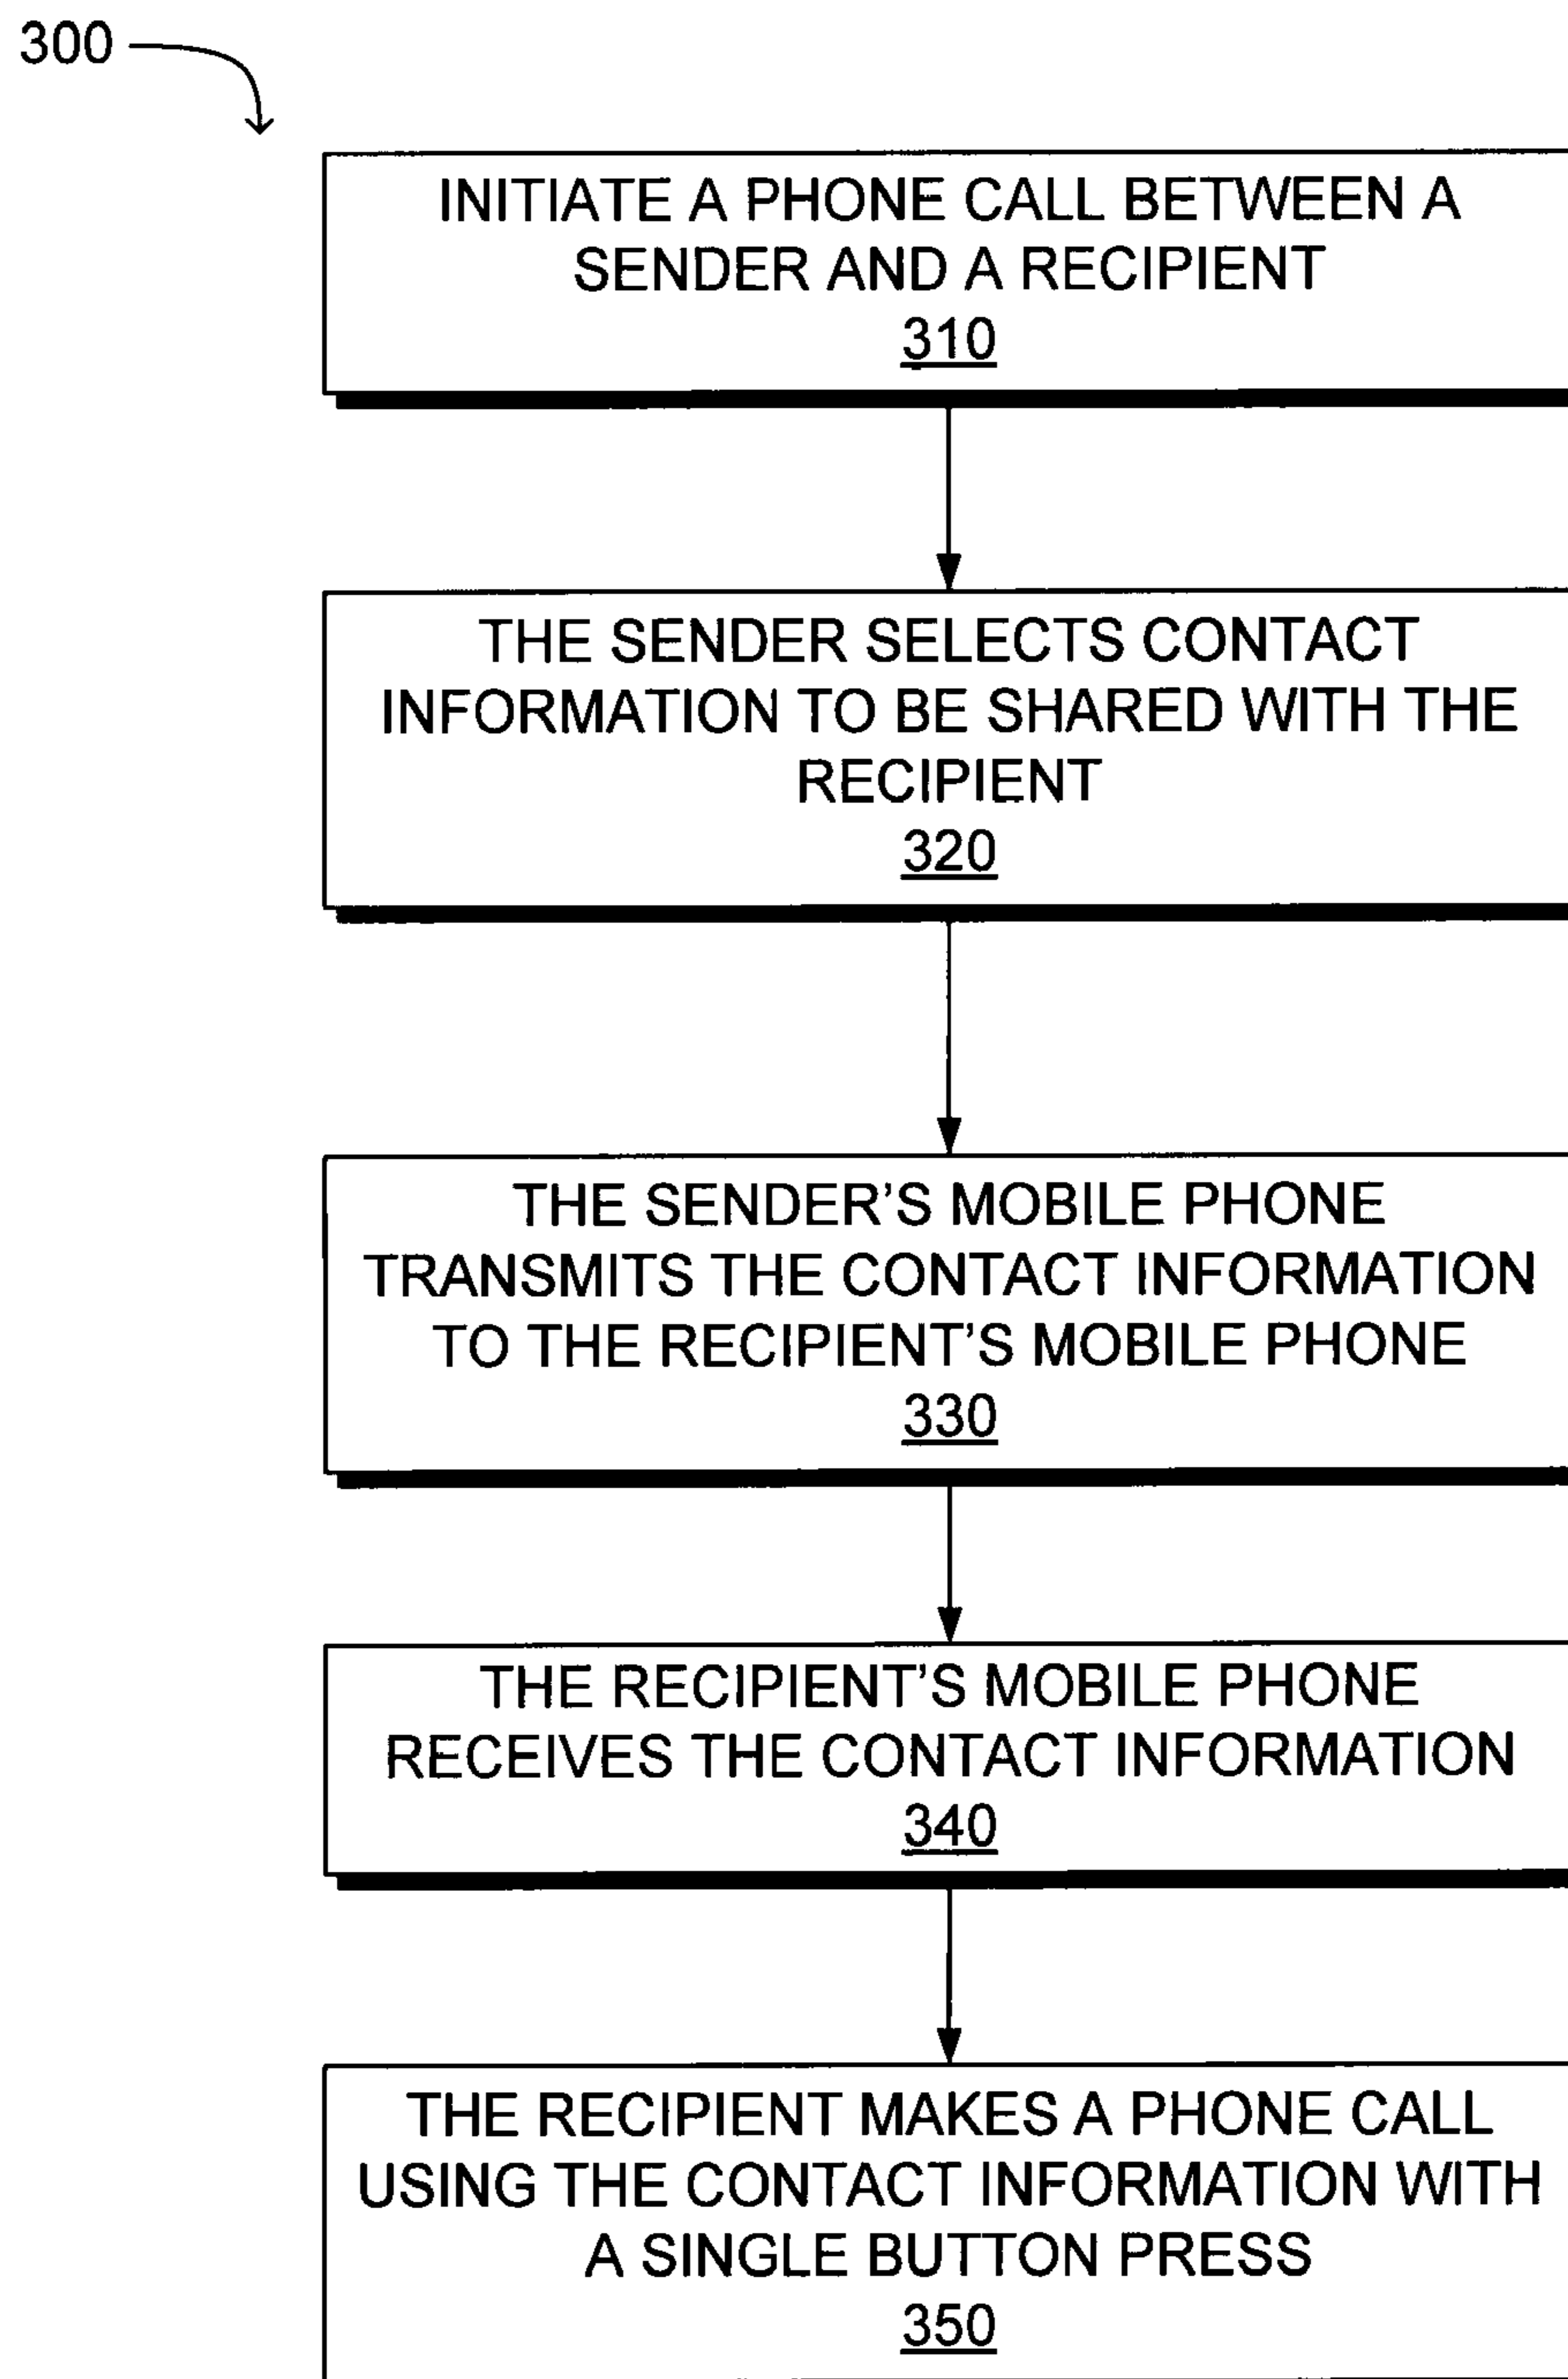 300
INITIATE A PHONE CALL BETWEEN A
SENDER AND A RECIPIENT
310
THE SENDER SELECTS CONTACT
INFORMATION TO BE SHARED WITH THE
RECIPIENT
320
THE SENDER'S MOBILE PHONE
TRANSMITS THE CONTACT INFORMATION
TO THE RECIPIENT'S MOBILE PHONE
330
THE RECIPIENT'S MOBILE PHONE
RECEIVES THE CONTACT INFORMATION
340
THE RECIPIENT MAKES A PHONE CALL
USING THE CONTACT INFORMATION WITH
A SINGLE BUTTON PRESS
350